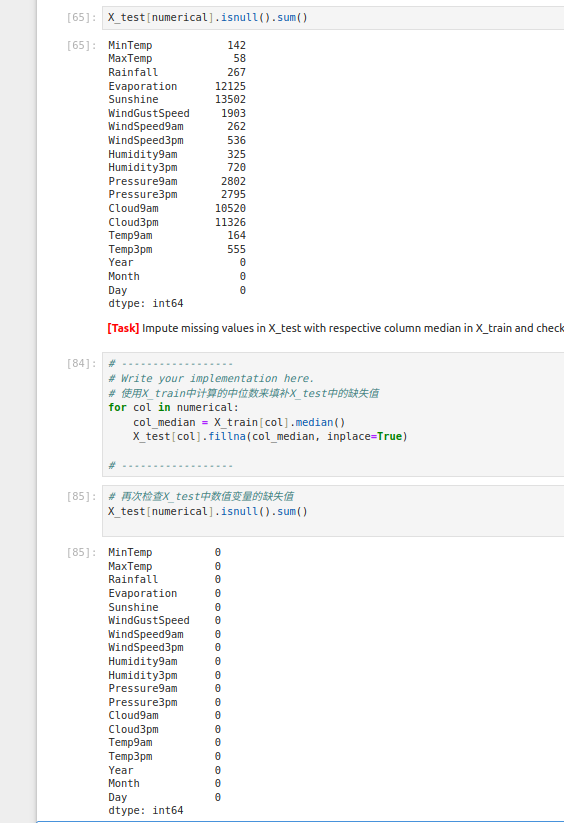 [65]: X_test[numerical].isnull().sum()
[65]: MinTemp 142
MaxTemp 58
Rainfall 267
Evaporation 12125
Sunshine 13502
WindGustSpeed 1903
WindSpeed9am 262
WindSpeed3pm 536
Humidity9am 325
Humidity3pm 720
Pressure9am 2802
Pressure3pm 2795
Cloud9am 10520
Cloud3pm 11326
Temp9am 164
Temp3pm 555
Year 0
Month 0
Day 0
dtype: int64
[Task] Impute missing values in X_test with respective column median in X_train and check
[84]: # ------------------
# Write your implementation here.
# 使用X_train中计算的中位数来填补X_test中的缺失值
for col in numerical:
    col_median = X_train[col].median()
    X_test[col].fillna(col_median, inplace=True)
# ------------------
[85]: # 再次检查X_test中数值变量的缺失值
X_test[numerical].isnull().sum()
[85]: MinTemp 0
MaxTemp 0
Rainfall 0
Evaporation 0
Sunshine 0
WindGustSpeed 0
WindSpeed9am 0
WindSpeed3pm 0
Humidity9am 0
Humidity3pm 0
Pressure9am 0
Pressure3pm 0
Cloud9am 0
Cloud3pm 0
Temp9am 0
Temp3pm 0
Year 0
Month 0
Day 0
dtype: int64